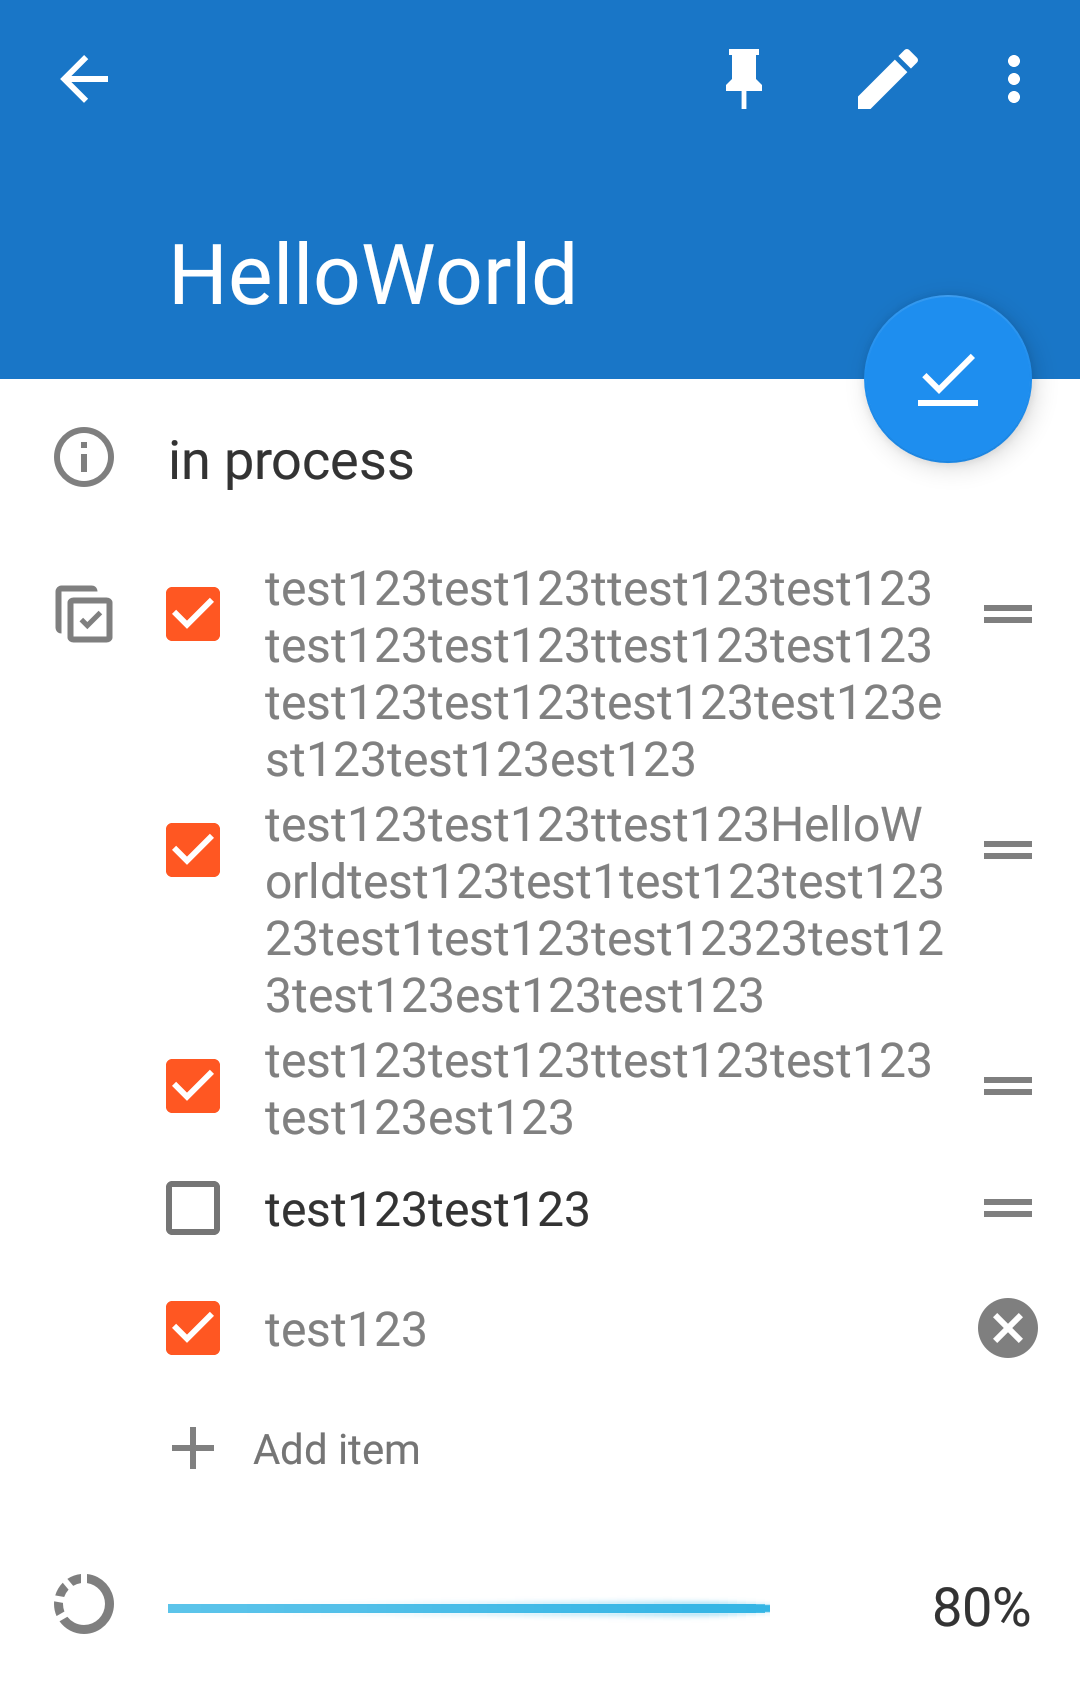 HelloWorld
in process
test123test123ttest123test123
test123test123ttest123test123
test123test123test123test123e
st123test123est123
test123test123ttest123HelloW
orldtest123test1test123test123
23test1test123test12323test12
3test123est123test123
test123test123ttest123test123
test123est123
test123test123
test123
Add item
80%